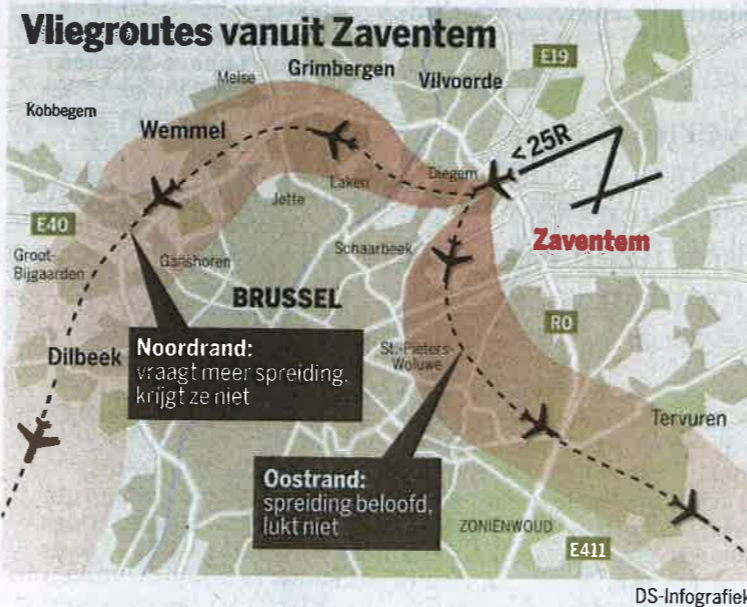 Vliegroutes vanuit Zaventem
Grimbergen
Vilvoorde
E19
Meise
Kobbegem
Wemmel
< 25R
Diegem
Laken
Jette
E40
Groot-
Bijgaarden
Ganshoren
Schaarbeek
Zaventem
BRUSSEL
R0
Dilbeek
Noordrand:
vraagt meer spreiding,
krijgt ze niet
St.-Pieters-
Woluwe
Tervuren
Oostrand:
spreiding beloofd,
lukt niet
ZONIENWOUD
E411
DS-Infografiek